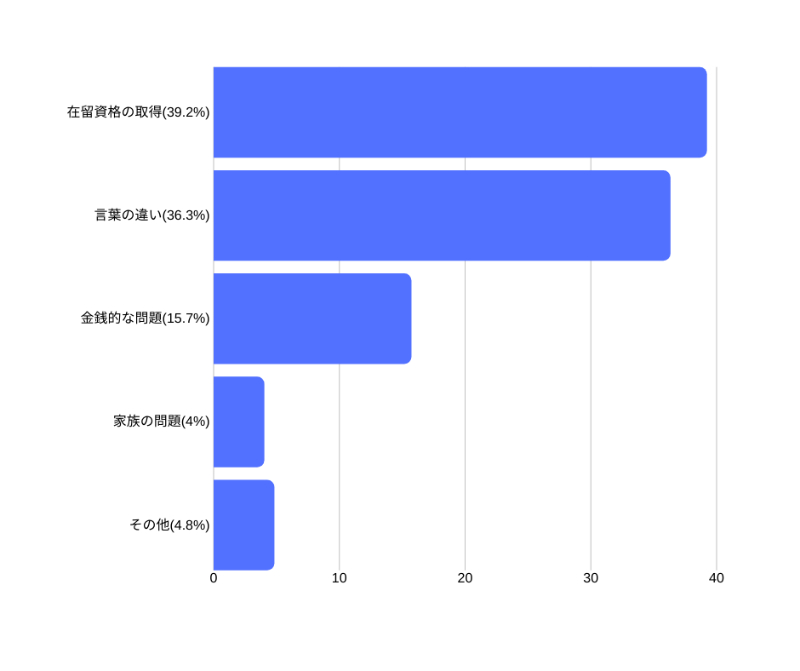 在留資格の取得(39.2%)
言葉の違い(36.3%)
金銭的な問題(15.7%)
家族の問題(4%)
その他(4.8%)
0 10 20 30 40